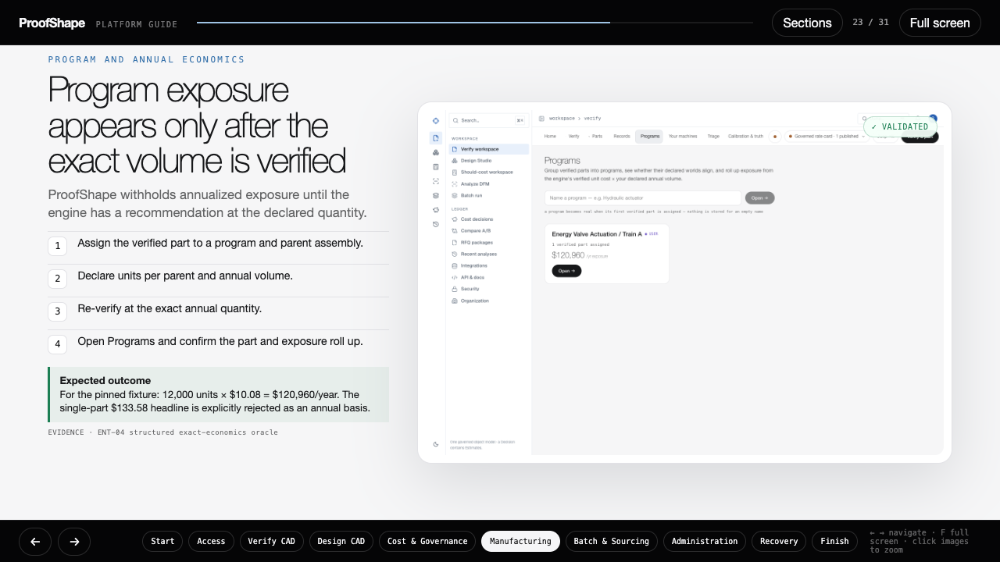 ProofShape PLATFORM GUIDE
Sections
23 / 31
Full screen
PROGRAM AND ANNUAL ECONOMICS
Program exposure
appears only after the
exact volume is verified
ProofShape withholds annualized exposure until the
engine has a recommendation at the declared quantity.
1 Assign the verified part to a program and parent assembly.
2 Declare units per parent and annual volume.
3 Re-verify at the exact annual quantity.
4 Open Programs and confirm the part and exposure roll up.
Expected outcome
For the pinned fixture: 12,000 units × $10.08 = $120,960/year. The
single-part $133.58 headline is explicitly rejected as an annual basis.
EVIDENCE · ENT-04 structured exact-economics oracle
Search...
WORKSPACE
Verify workspace
Design Studio
Should-cost workspace
Analyze DFM
Batch run
LEDGER
Cost decisions
Compare A/B
RFQ packages
Recent analyses
Integrations
API & docs
Security
Organization
One governed object model · a Decision
contains Estimates.
workspace > verify
✓ VALIDATED
Home Verify Parts Records Programs Your machines Triage Calibration & truth Governed rate card · 1 published
Programs
Group verified parts into programs, see whether their declared worlds align, and roll up exposure from
the engine's verified unit cost × your declared annual volume.
Name a program — e.g. Hydraulic actuator
Open →
a program becomes real when its first verified part is assigned — nothing is stored for an empty name
Energy Valve Actuation / Train A USER
1 verified part assigned
$120,960 /yr exposure
Open →
← →
Start
Access
Verify CAD
Design CAD
Cost & Governance
Manufacturing
Batch & Sourcing
Administration
Recovery
Finish
← → navigate · F full
screen · click images
to zoom